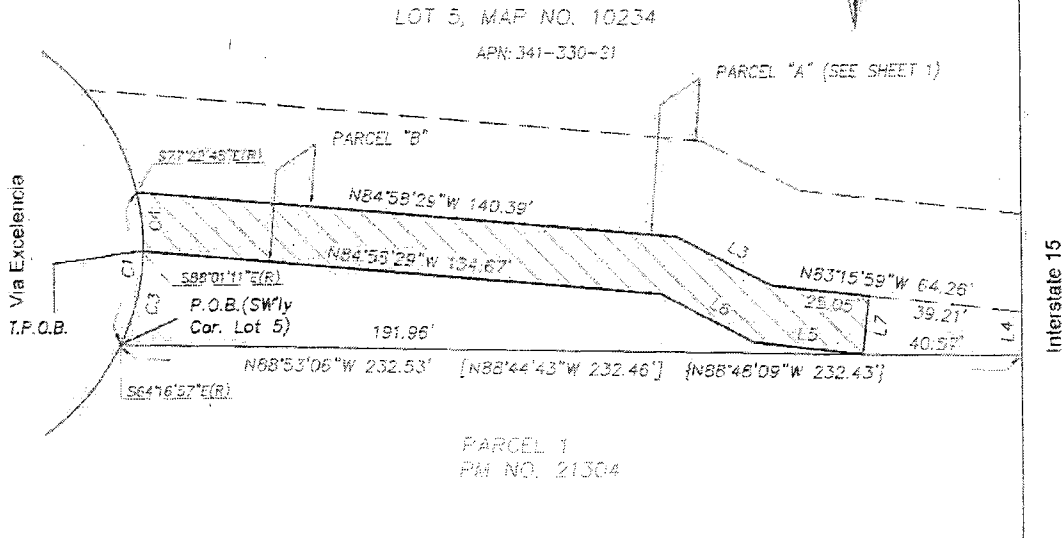 LOT 5, MAP NO. 10234
APN: 341-330-31
PARCEL "A" (SEE SHEET 1)
PARCEL "B"
S77°22'45"E(R)
N84°58'29"W 140.39'
Via Excelencia
C4
N84°58'29"W 134.67'
L3
N83°15'59"W 64.26'
C1
S88°01'11"E(R)
L6
25.05'
39.21'
L7
L4
Interstate 15
T.P.O.B.
C3
P.O.B.(SW'ly
Cor. Lot 5)
191.96'
L5
40.57'
N88°53'06"W 232.53' [N88°44'43"W 232.46'] {N88°46'09"W 232.43'}
S64°16'57"E(R)
PARCEL 1
PM NO. 21304